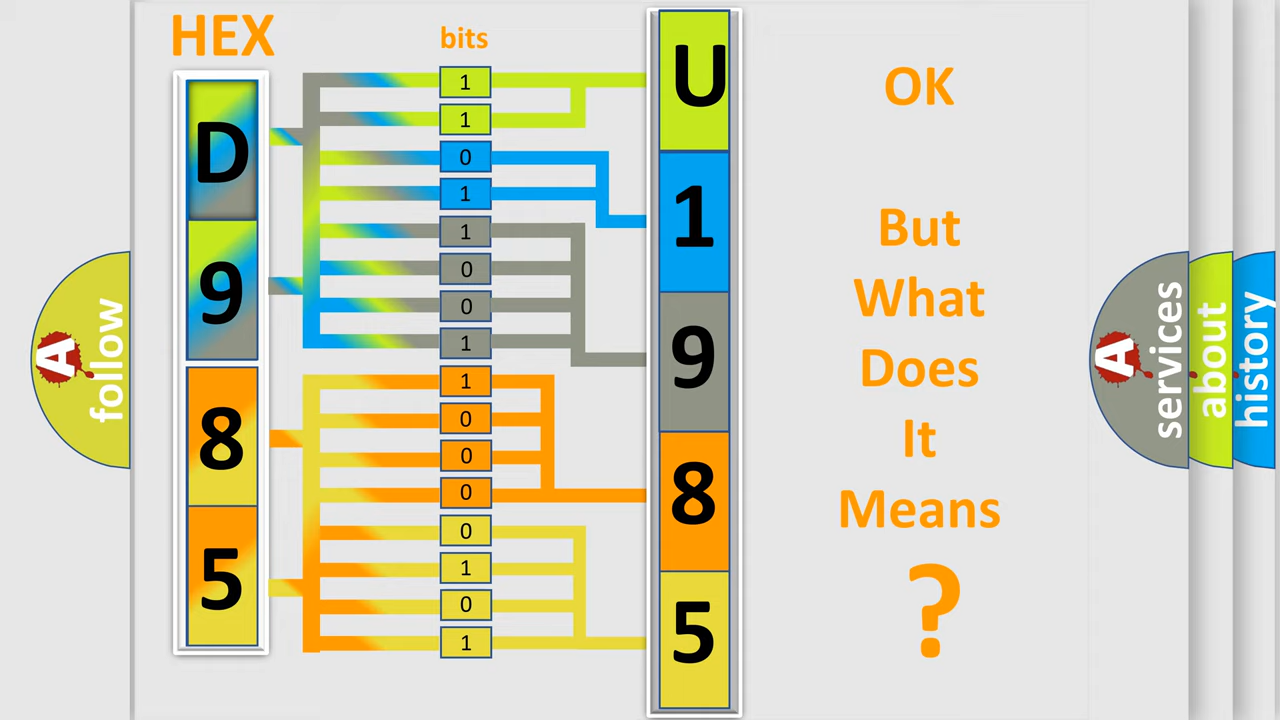 HEX
bits
D
9
8
5
1
1
0
1
1
0
0
1
1
0
0
0
0
1
0
1
U
1
9
8
5
OK
But
What
Does
It
Means
?
A
follow
A
services
about
history